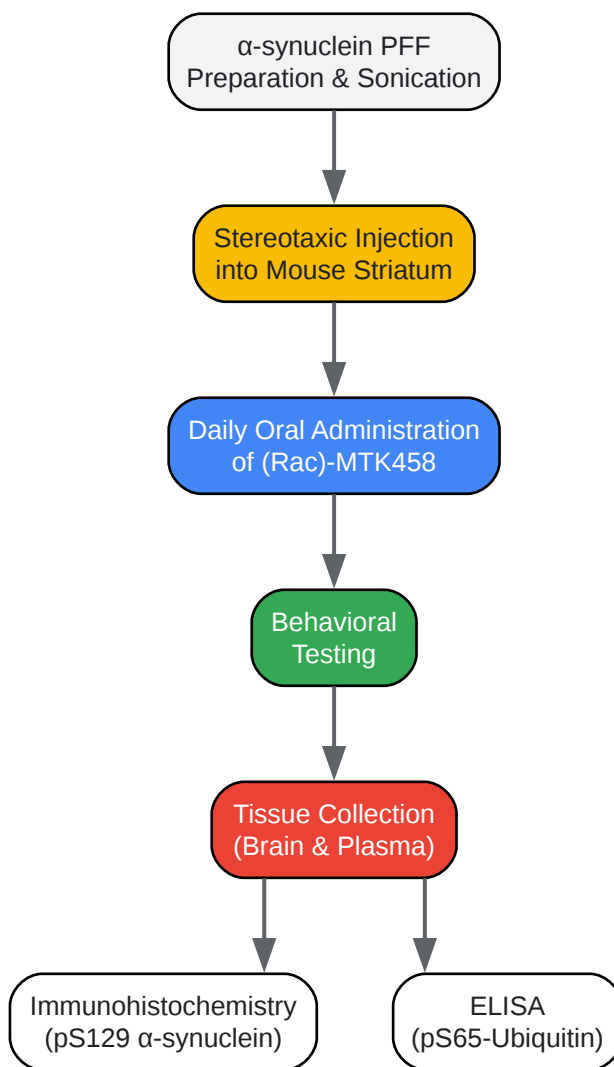 α-synuclein PFF
Preparation & Sonication
Stereotaxic Injection
into Mouse Striatum
Daily Oral Administration
of (Rac)-MTK458
Behavioral
Testing
Tissue Collection
(Brain & Plasma)
Immunohistochemistry
(pS129 α-synuclein)
ELISA
(pS65-Ubiquitin)